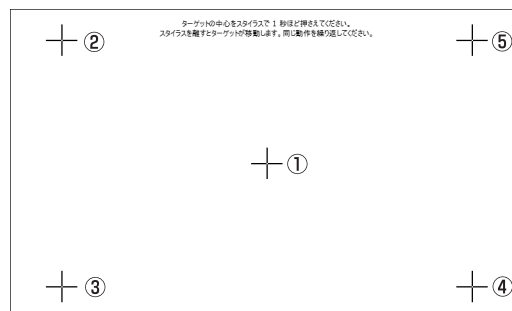 ターゲットの中心をスタイラスで 1 秒ほど押さえてください。
スタイラスを離すとターゲットが移動します。同じ動作を繰り返してください。
②
⑤
①
③
④